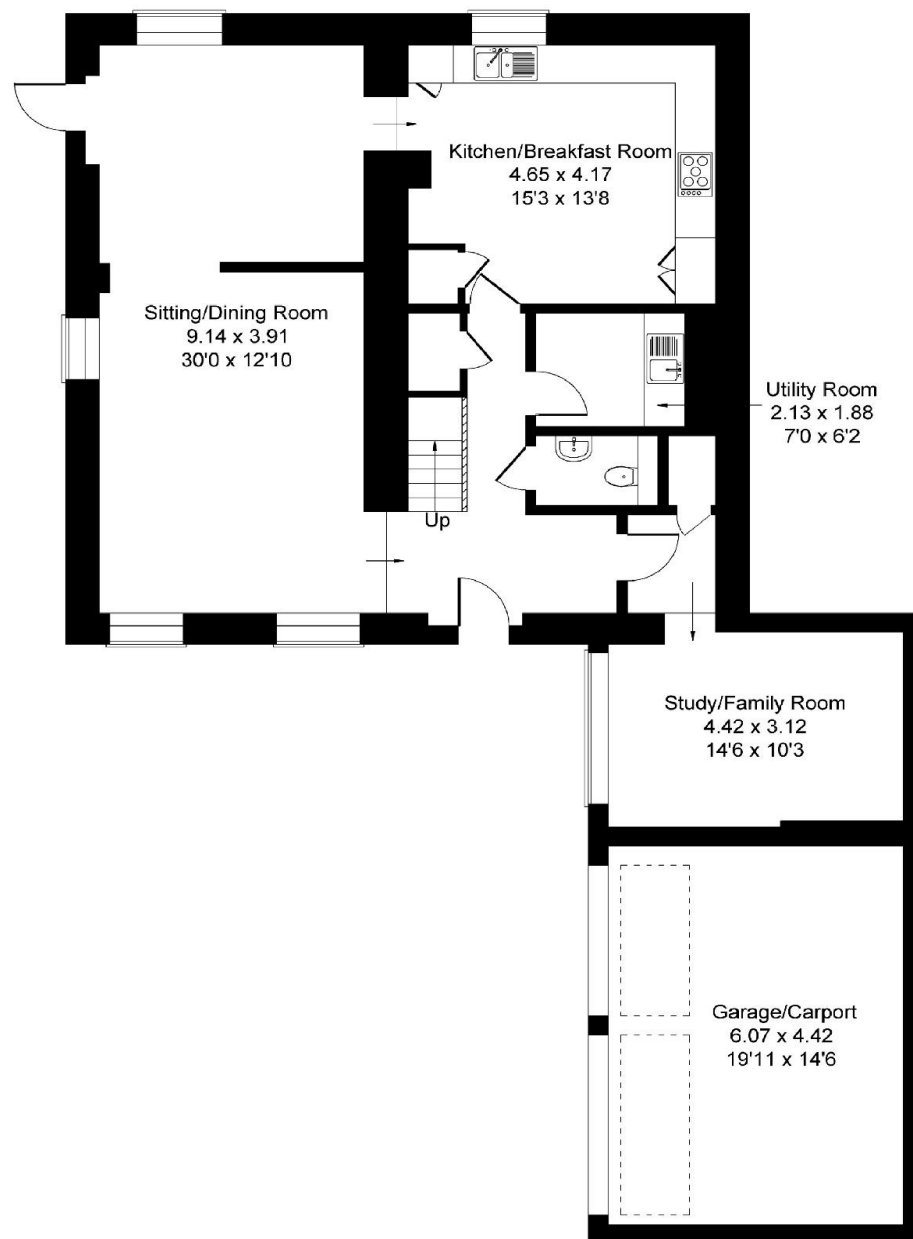 Kitchen/Breakfast Room
4.65 x 4.17
15'3 x 13'8
Sitting/Dining Room
9.14 x 3.91
30'0 x 12'10
Utility Room
2.13 x 1.88
7'0 x 6'2
Up
Study/Family Room
4.42 x 3.12
14'6 x 10'3
Garage/Carport
6.07 x 4.42
19'11 x 14'6